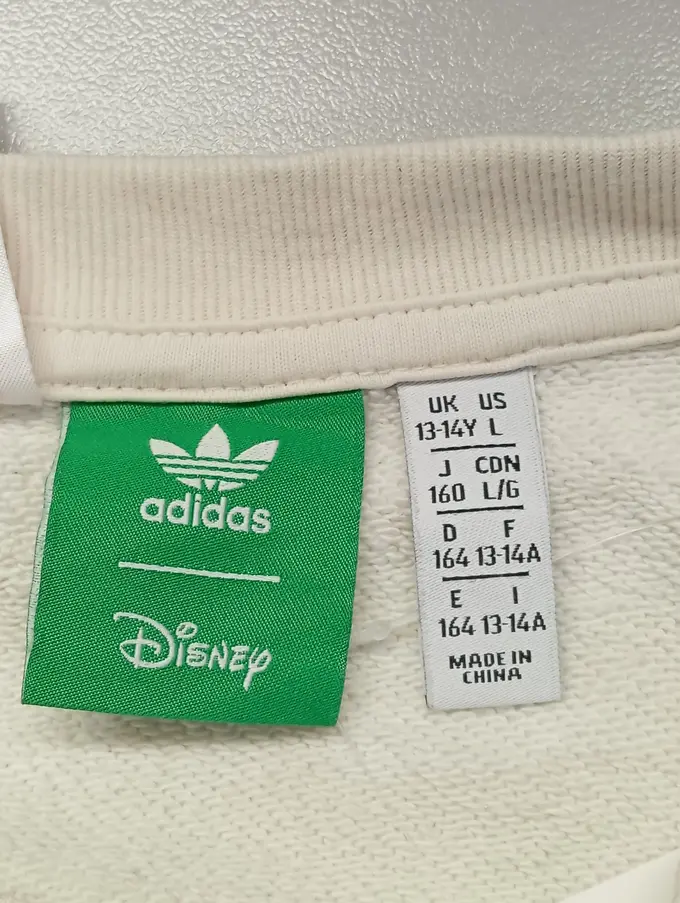 adidas
Disney
UK US
13-14Y L
J CDN
160 L/G
D F
164 13-14A
E I
164 13-14A
MADE IN
CHINA